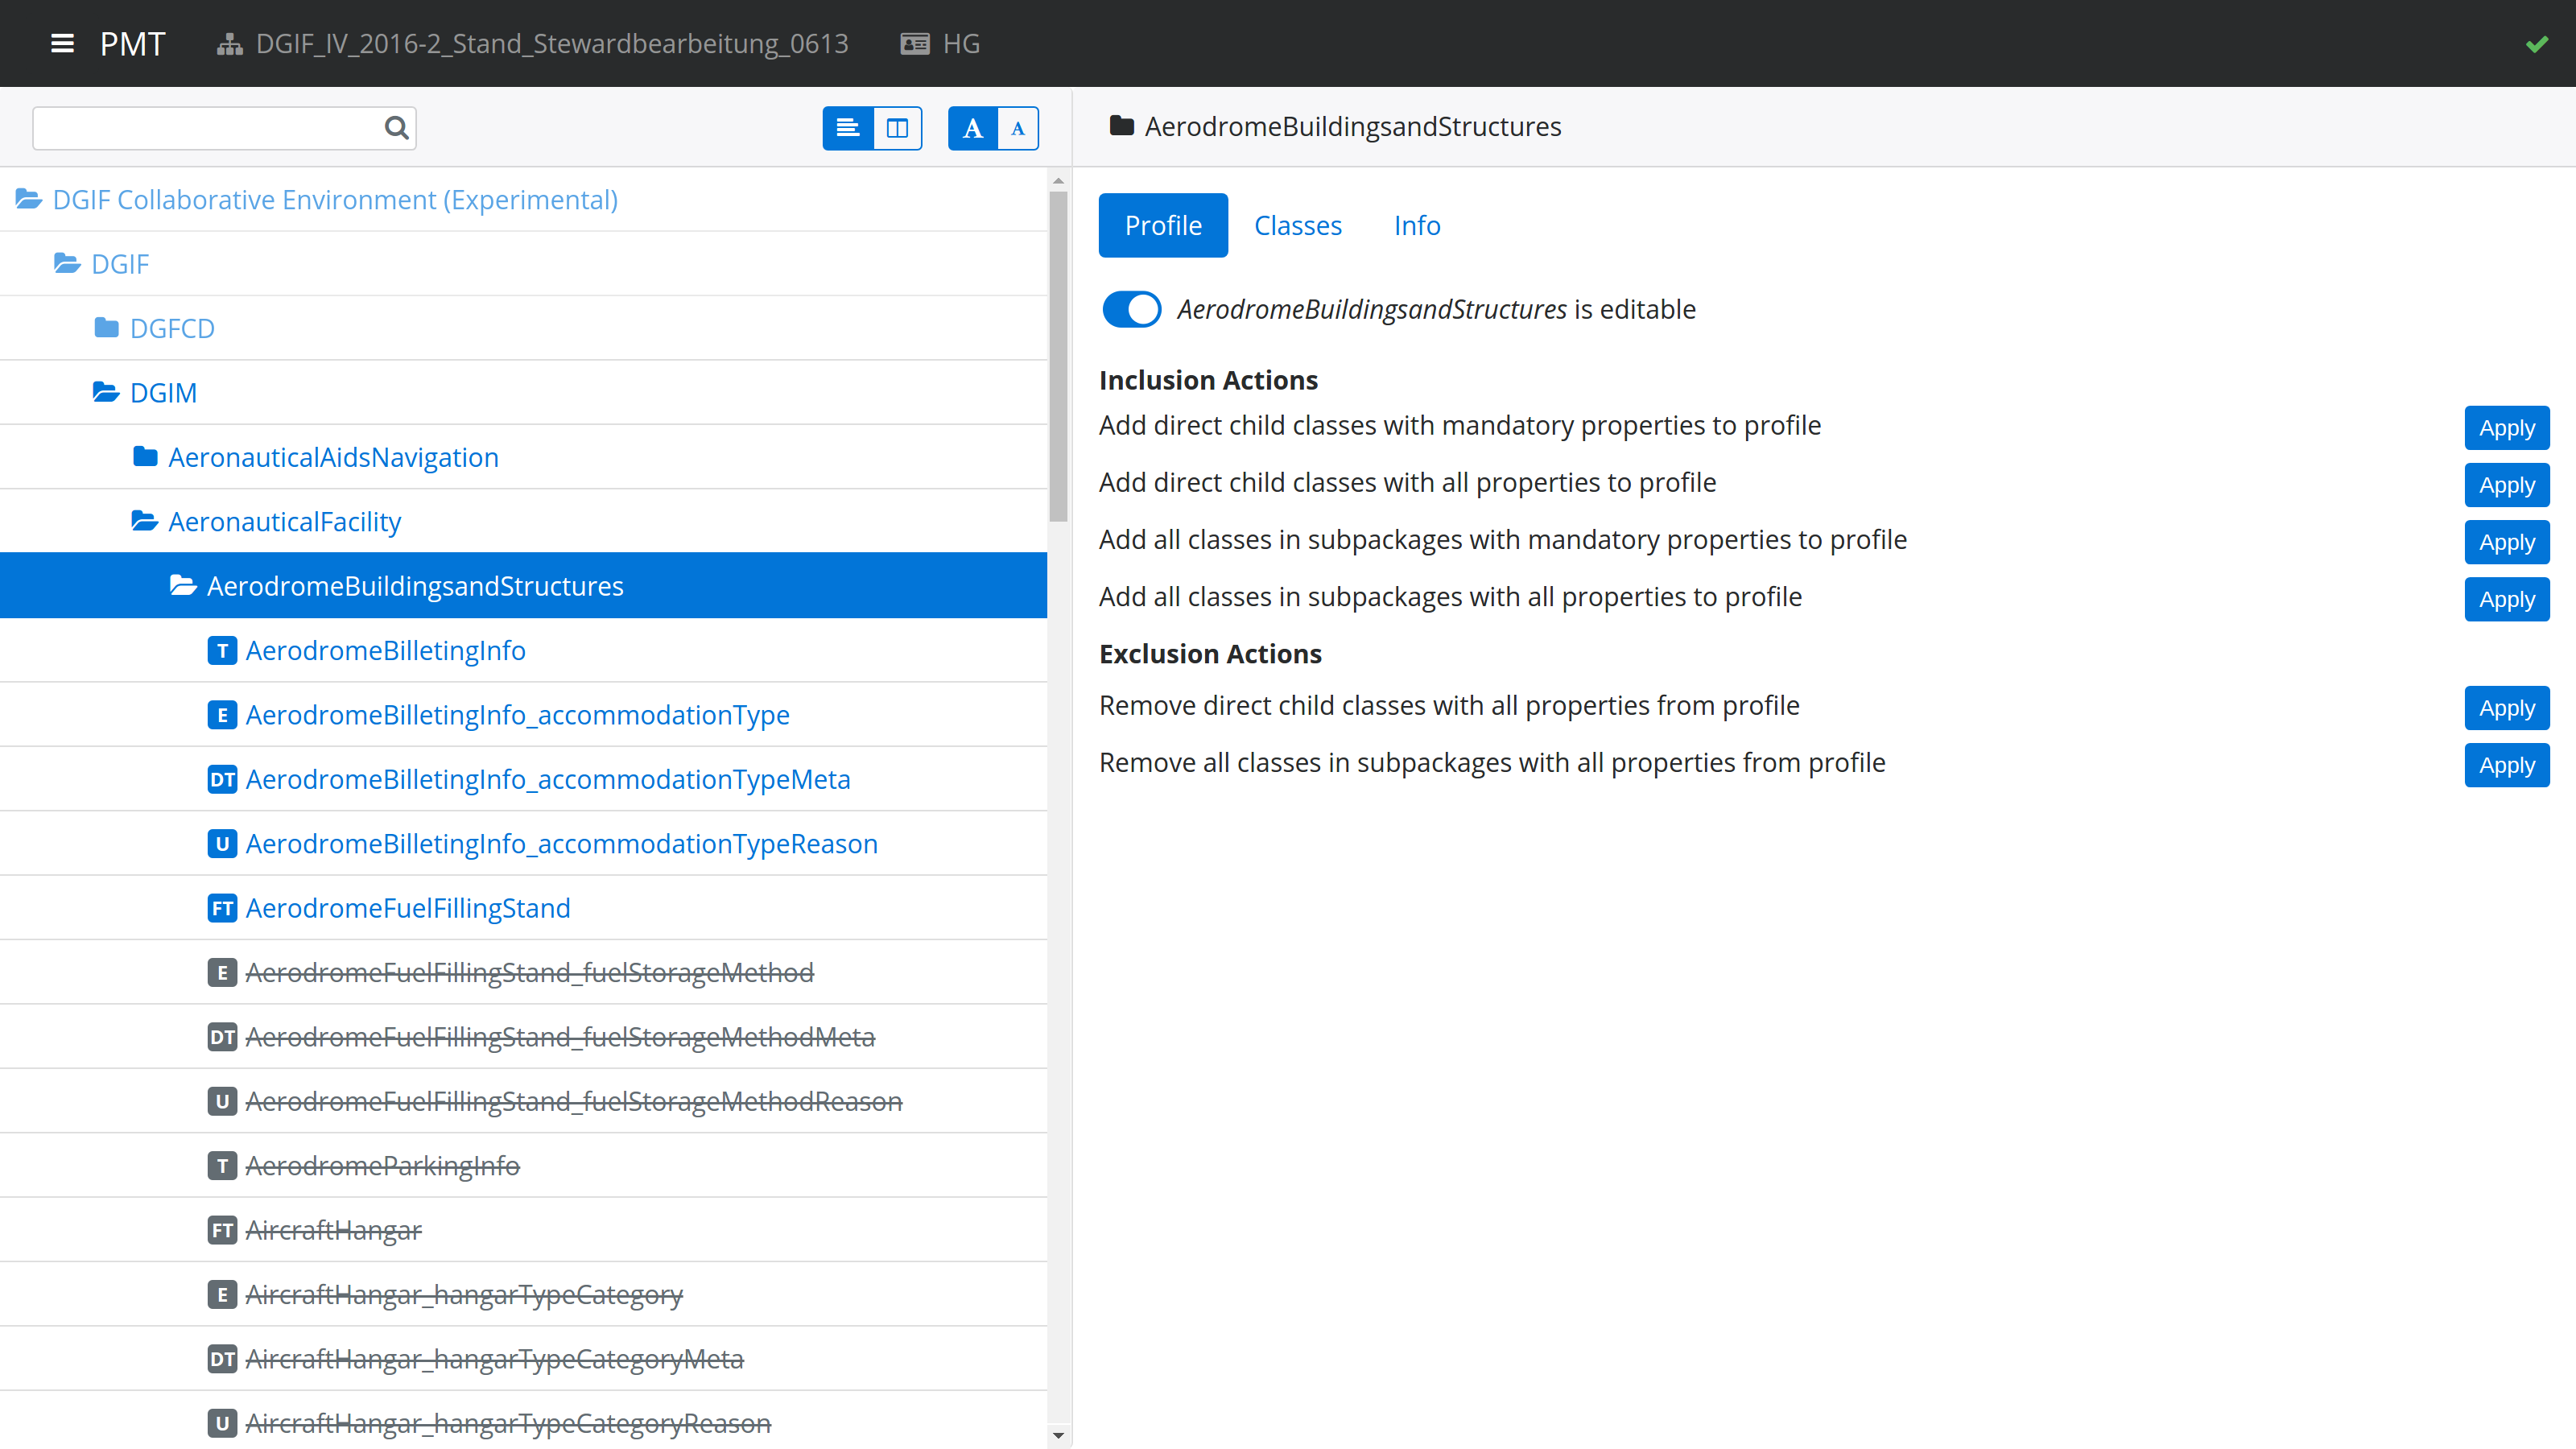 PMT DGIF_IV_2016-2_Stand_Stewardbearbeitung_0613 HG
A A
AerodromeBuildingsandStructures
DGIF Collaborative Environment (Experimental)
DGIF
DGFCD
DGIM
AeronauticalAidsNavigation
AeronauticalFacility
AerodromeBuildingsandStructures
T AerodromeBilletingInfo
E AerodromeBilletingInfo_accommodationType
DT AerodromeBilletingInfo_accommodationTypeMeta
U AerodromeBilletingInfo_accommodationTypeReason
FT AerodromeFuelFillingStand
E AerodromeFuelFillingStand_fuelStorageMethod
DT AerodromeFuelFillingStand_fuelStorageMethodMeta
U AerodromeFuelFillingStand_fuelStorageMethodReason
T AerodromeParkingInfo
FT AircraftHangar
E AircraftHangar_hangarTypeCategory
DT AircraftHangar_hangarTypeCategoryMeta
U AircraftHangar_hangarTypeCategoryReason
Profile Classes Info
AerodromeBuildingsandStructures is editable
Inclusion Actions
Add direct child classes with mandatory properties to profile Apply
Add direct child classes with all properties to profile Apply
Add all classes in subpackages with mandatory properties to profile Apply
Add all classes in subpackages with all properties to profile Apply
Exclusion Actions
Remove direct child classes with all properties from profile Apply
Remove all classes in subpackages with all properties from profile Apply